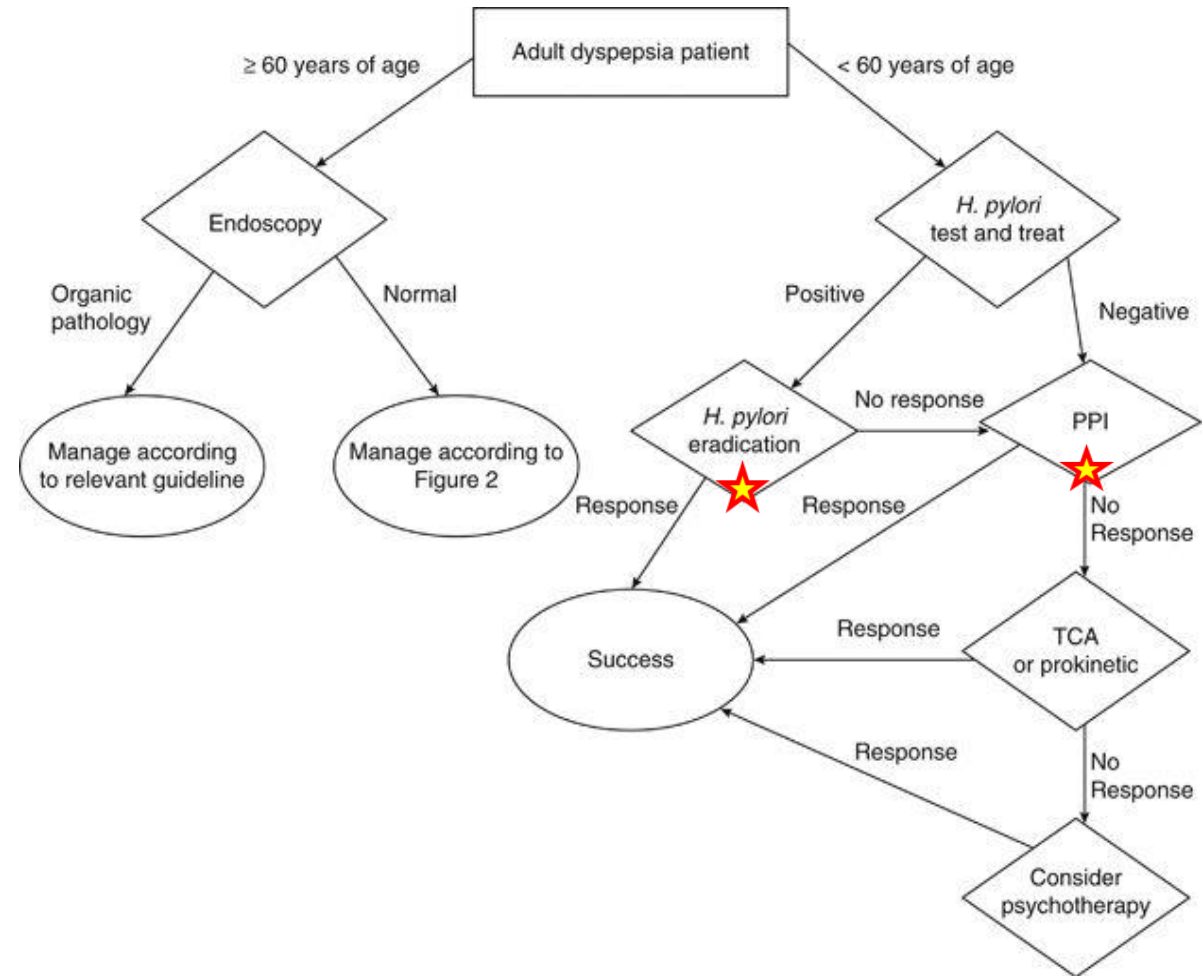 Adult dyspepsia patient
≥ 60 years of age
< 60 years of age
Endoscopy
H. pylori
test and treat
Organic
pathology
Normal
Positive
Negative
Manage according
to relevant guideline
Manage according to
Figure 2
H. pylori
eradication
No response
PPI
Response
Response
No
Response
Success
Response
TCA
or prokinetic
Response
No
Response
Consider
psychotherapy